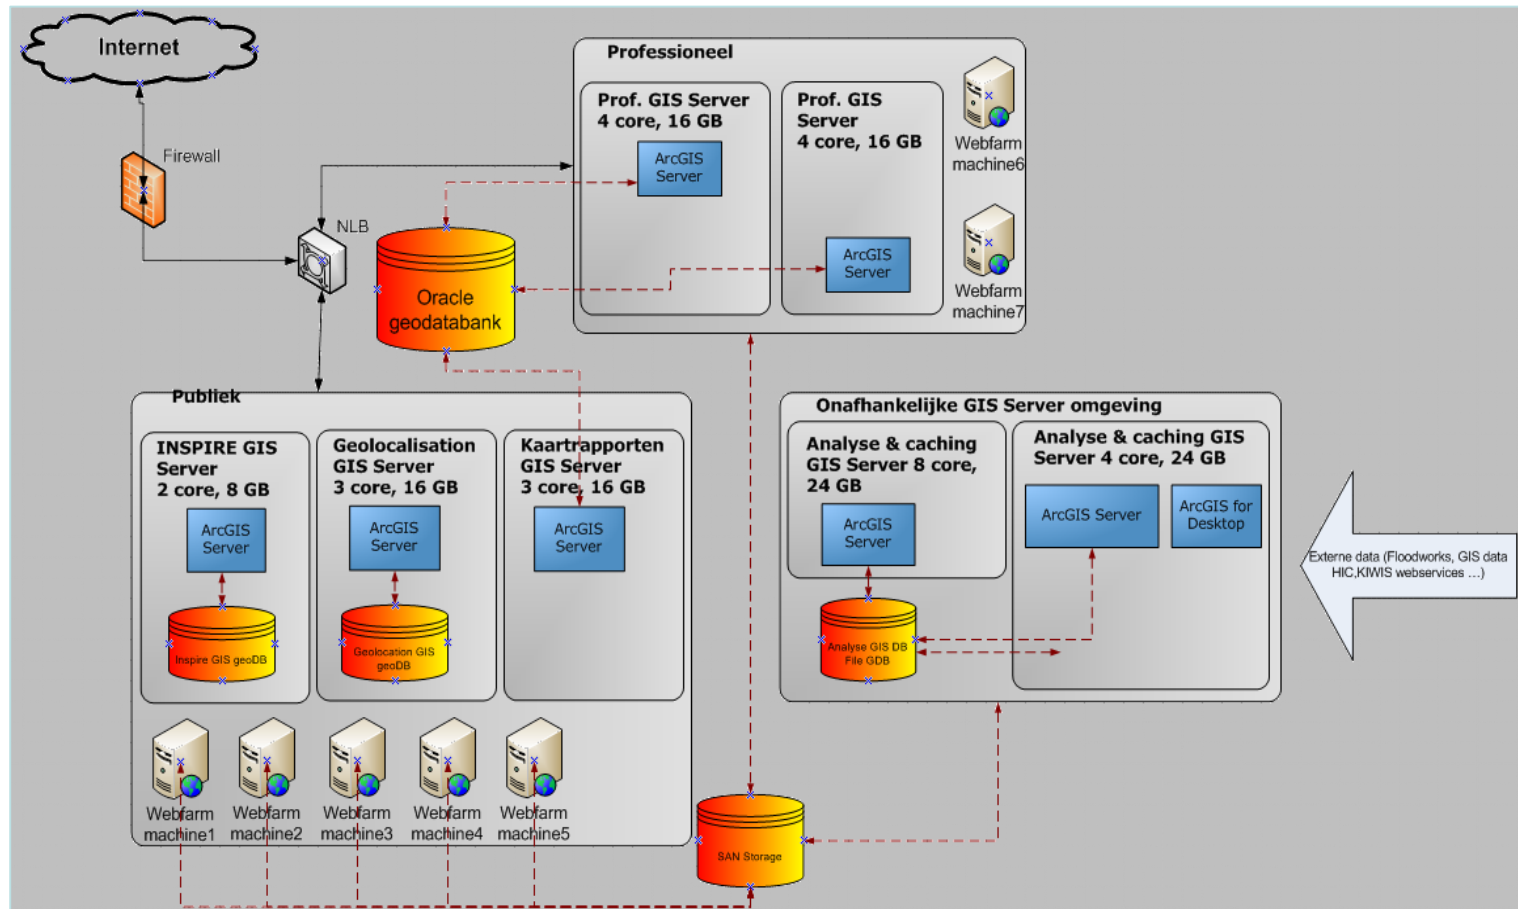 Internet
Firewall
NLB
Oracle
geodatabank
Professioneel
Prof. GIS Server
4 core, 16 GB
ArcGIS
Server
Prof. GIS
Server
4 core, 16 GB
ArcGIS
Server
Webfarm
machine6
Webfarm
machine7
Publiek
INSPIRE GIS
Server
2 core, 8 GB
ArcGIS
Server
Inspire GIS geoDB
Geolocalisation
GIS Server
3 core, 16 GB
ArcGIS
Server
Geolocation GIS
geoDB
Kaartrapporten
GIS Server
3 core, 16 GB
ArcGIS
Server
Webfarm
machine1
Webfarm
machine2
Webfarm
machine3
Webfarm
machine4
Webfarm
machine5
Onafhankelijke GIS Server omgeving
Analyse & caching
GIS Server 8 core,
24 GB
ArcGIS
Server
Analyse GIS DB
File GDB
Analyse & caching GIS
Server 4 core, 24 GB
ArcGIS Server
ArcGIS for
Desktop
Externe data (Floodworks, GIS data
HIC,KIWIS webservices ...)
SAN Storage